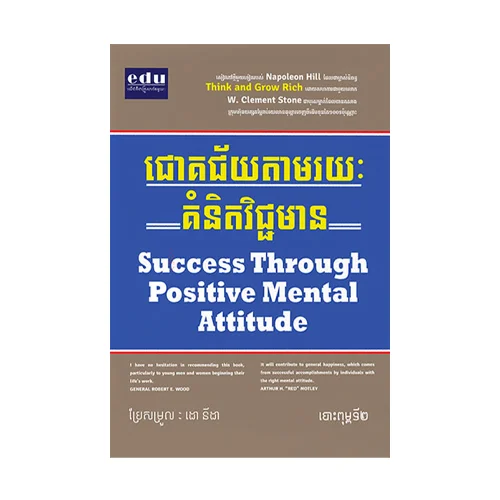 edu
Napoleon Hill
Think and Grow Rich
W. Clement Stone
ជោគជ័យតាមរយៈ
គំនិតវិជ្ជមាន
Success Through
Positive Mental
Attitude
I have no hesitation in recommending this book,
particularly to young men and women beginning their
life's work.
GENERAL ROBERT E. WOOD
It will contribute to general happiness, which comes
from successful accomplishments by individuals with
the right mental attitude.
ARTHUR H. "RED" MOTLEY
ប្រែសម្រួល : ដោ នីដា
បោះពុម្ពទី២